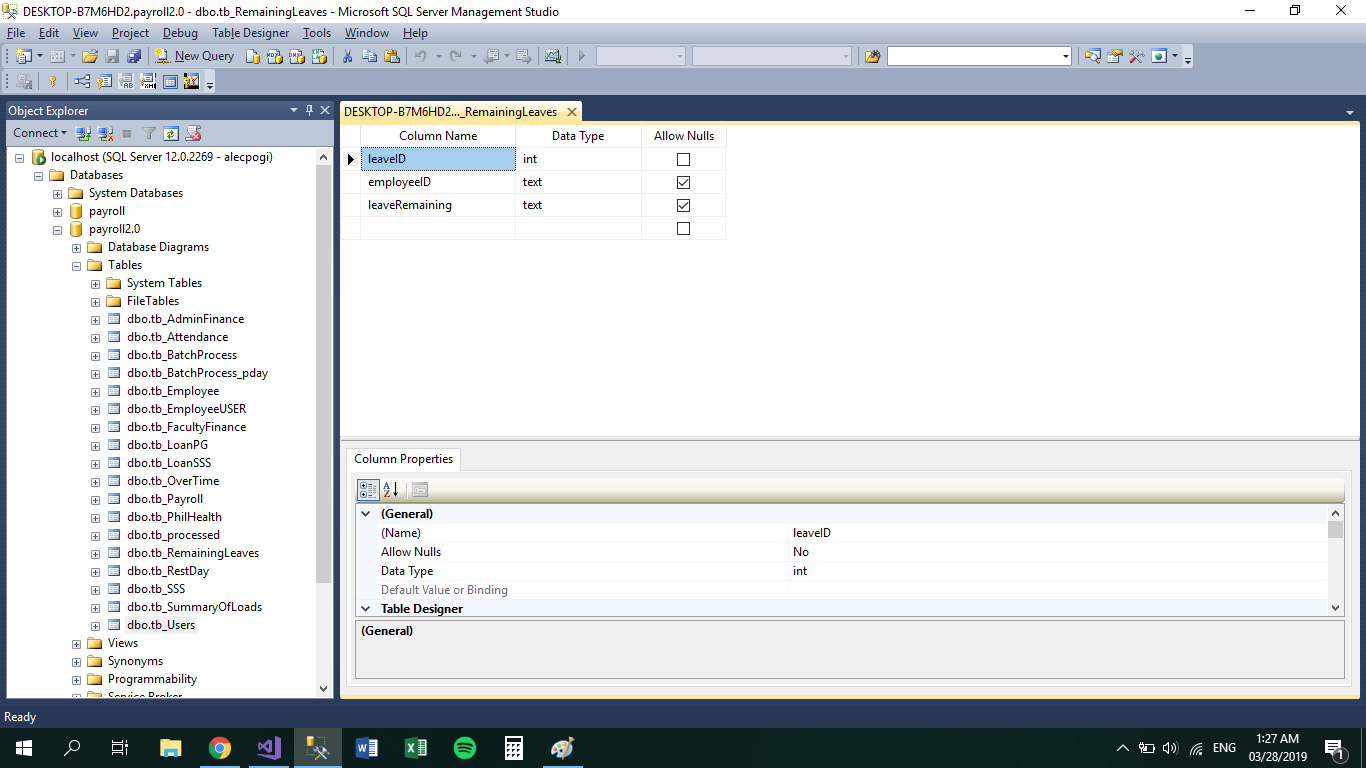 DESKTOP-B7M6HD2.payroll2.0 - dbo.tb_RemainingLeaves - Microsoft SQL Server Management Studio
File Edit View Project Debug Table Designer Tools Window Help
New Query
Object Explorer
Connect
localhost (SQL Server 12.0.2269 - alecpogi)
Databases
System Databases
payroll
payroll2.0
Database Diagrams
Tables
System Tables
FileTables
dbo.tb_AdminFinance
dbo.tb_Attendance
dbo.tb_BatchProcess
dbo.tb_BatchProcess_pday
dbo.tb_Employee
dbo.tb_EmployeeUSER
dbo.tb_FacultyFinance
dbo.tb_LoanPG
dbo.tb_LoanSSS
dbo.tb_OverTime
dbo.tb_Payroll
dbo.tb_PhilHealth
dbo.tb_processed
dbo.tb_RemainingLeaves
dbo.tb_RestDay
dbo.tb_SSS
dbo.tb_SummaryOfLoads
dbo.tb_Users
Views
Synonyms
Programmability
Service Broker
DESKTOP-B7M6HD2..._RemainingLeaves
Column Name Data Type Allow Nulls
leaveID int
employeeID text
leaveRemaining text
Column Properties
(General)
(Name) leaveID
Allow Nulls No
Data Type int
Default Value or Binding
Table Designer
(General)
Ready
ENG
1:27 AM
03/28/2019
1